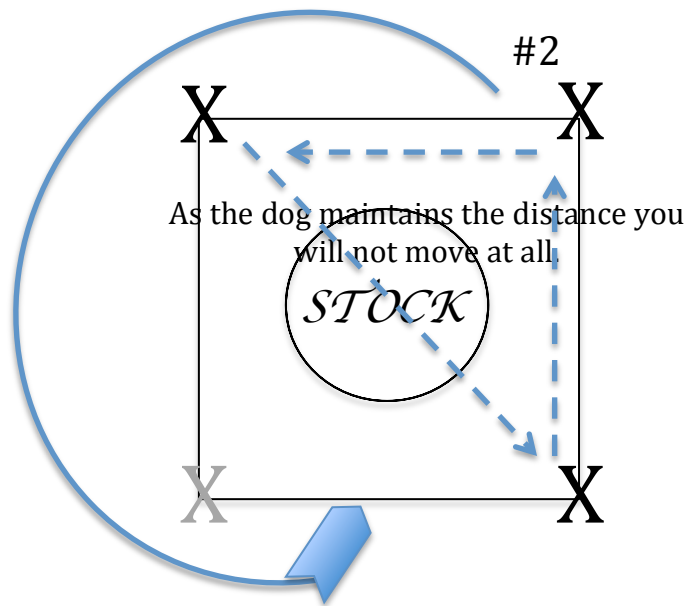 #2
X X
As the dog maintains the distance you
will not move at all.
STOCK
X X